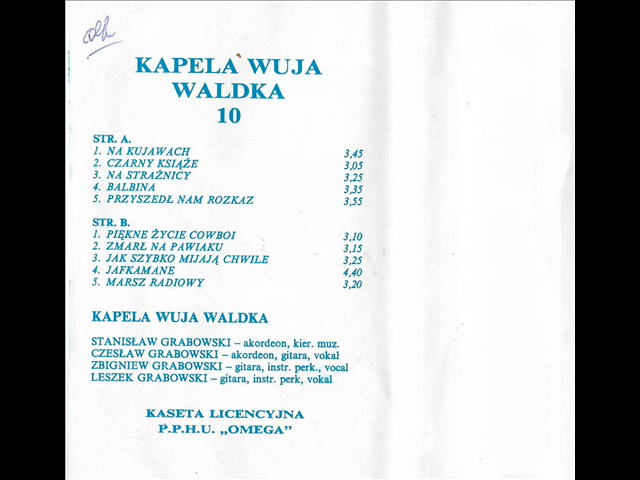 KAPELA WUJA
WALDKA
10
STR. A.
1. NA KUJAWACH 3,45
2. CZARNY KSIĄŻE 3,05
3. NA STRAŻNICY 3,25
4. BALBINA 3,35
5. PRZYSZEDŁ NAM ROZKAZ 3,55
STR. B.
1. PIĘKNE ŻYCIE COWBOI 3,10
2. ZMARŁ NA PAWIAKU 3,15
3. JAK SZYBKO MIJAJĄ CHWILE 3,25
4. JAFKAMANE 4,40
5. MARSZ RADIOWY 3,20
KAPELA WUJA WALDKA
STANISŁAW GRABOWSKI – akordeon, kier. muz.
CZESŁAW GRABOWSKI – akordeon, gitara, vokal
ZBIGNIEW GRABOWSKI – gitara, instr. perk., vocal
LESZEK GRABOWSKI – gitara, instr. perk, vokal
KASETA LICENCYJNA
P.P.H.U. „OMEGA”